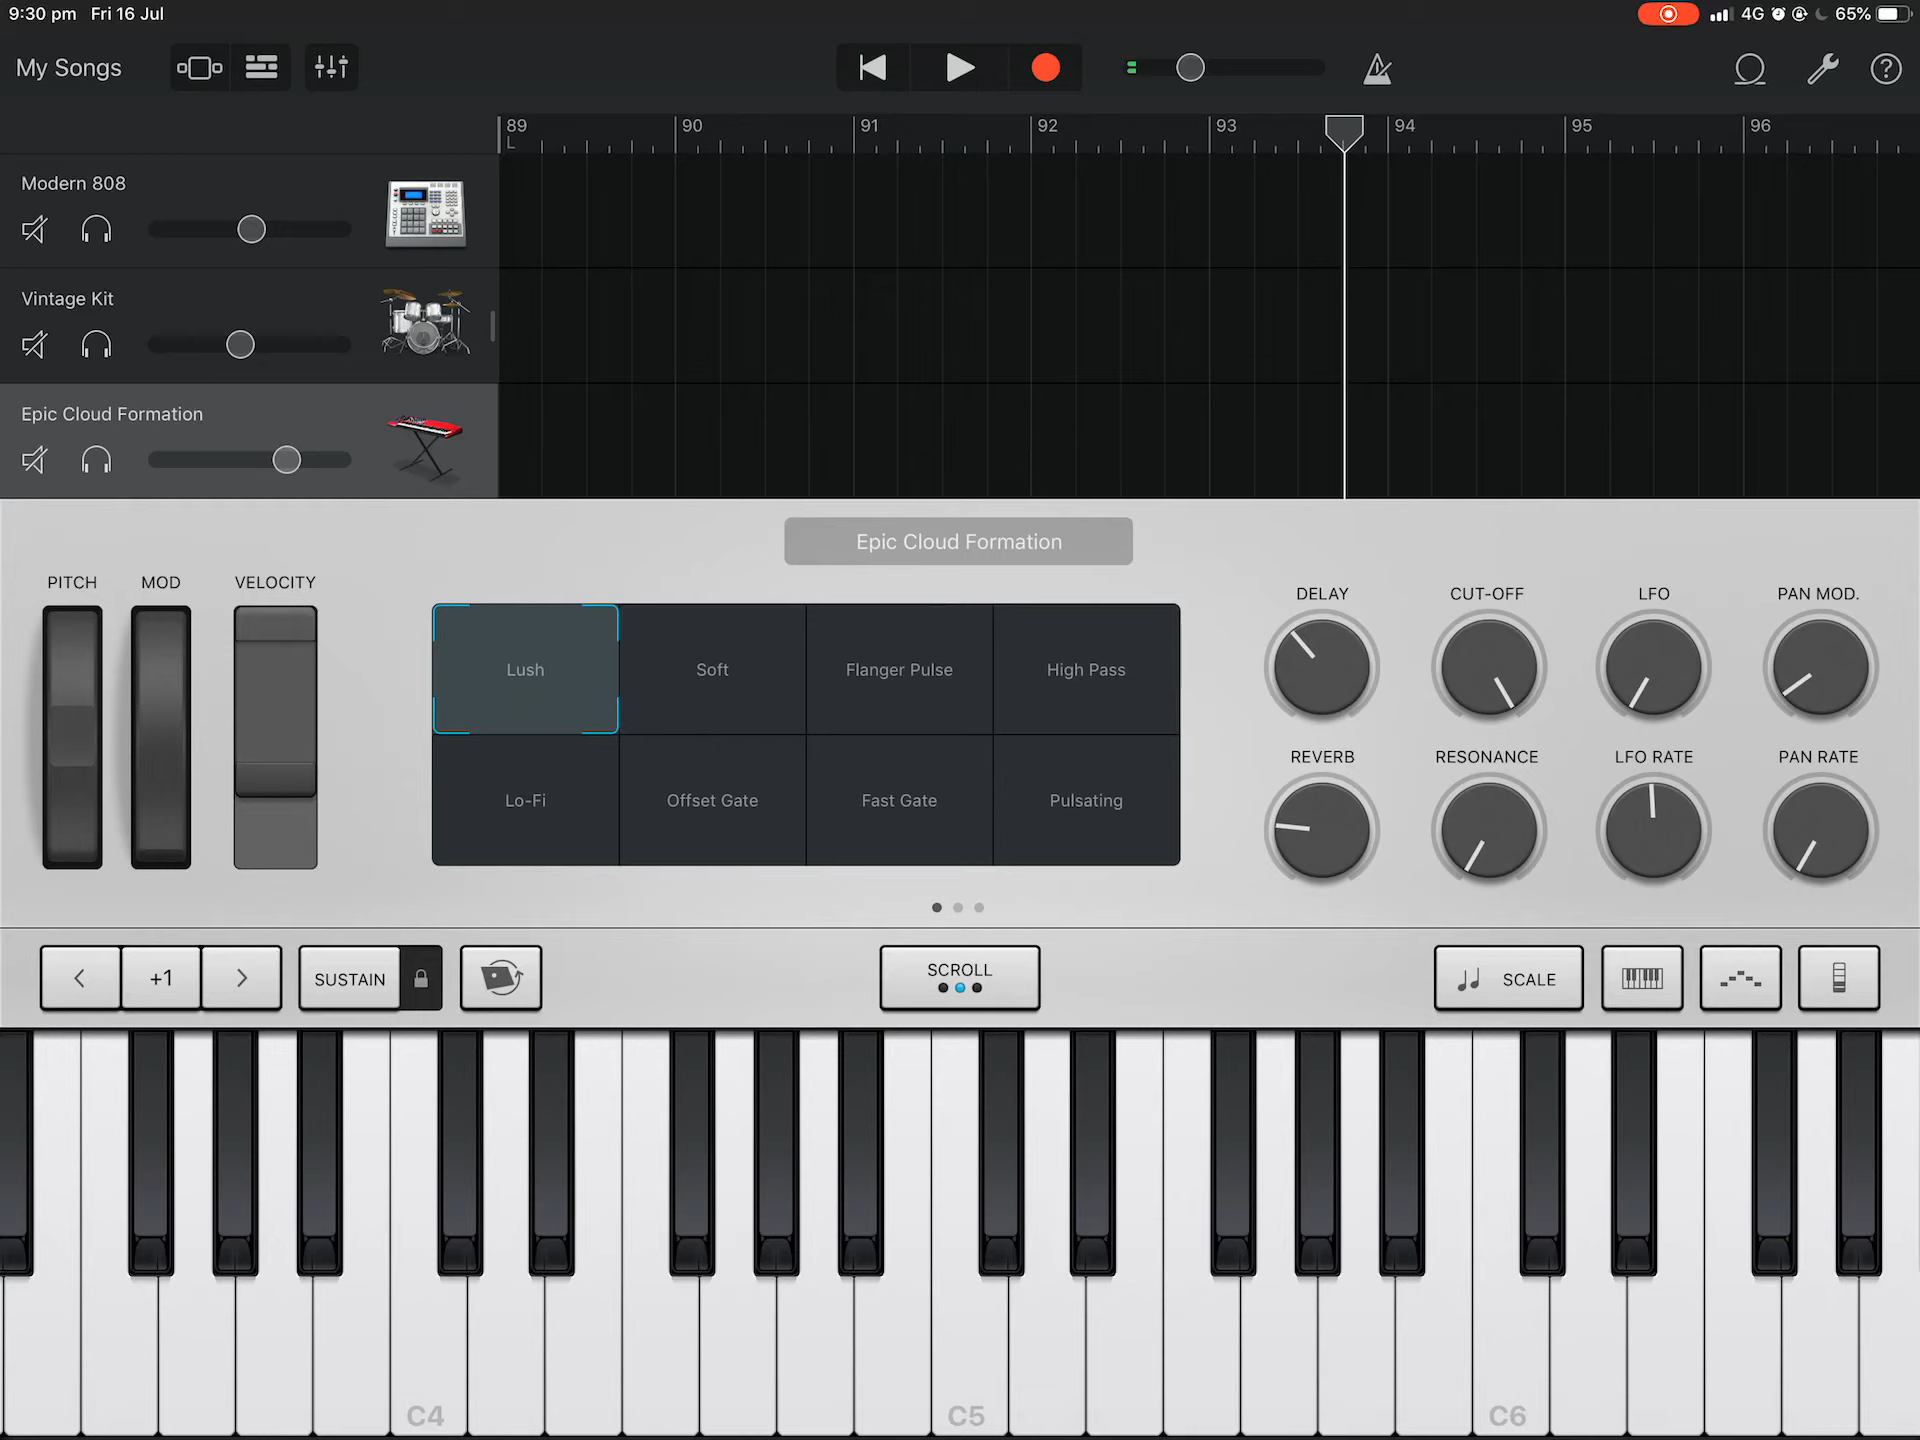 9:30 pm Fri 16 Jul 4G 65%
My Songs
89 90 91 92 93 94 95 96
L
Modern 808
Vintage Kit
Epic Cloud Formation
Epic Cloud Formation
PITCH MOD VELOCITY
DELAY CUT-OFF LFO PAN MOD.
Lush Soft Flanger Pulse High Pass
REVERB RESONANCE LFO RATE PAN RATE
Lo-Fi Offset Gate Fast Gate Pulsating
+1 SUSTAIN SCROLL SCALE
C4 C5 C6